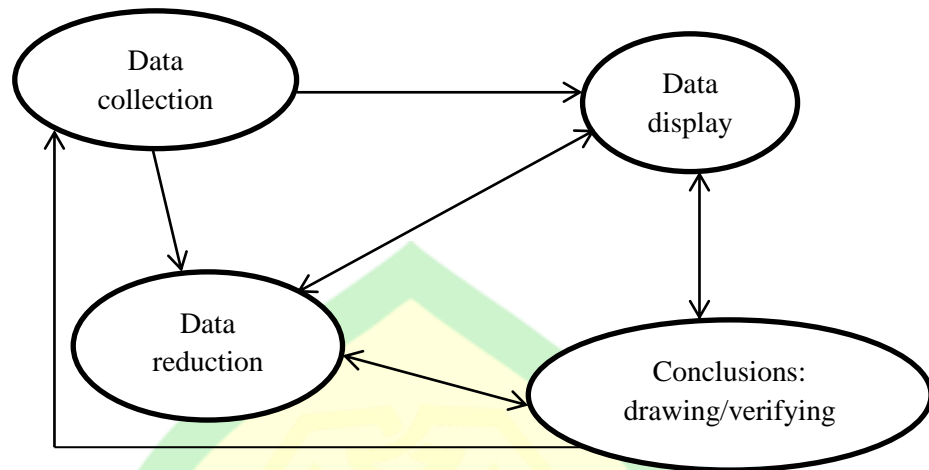 Data
collection
Data
display
Data
reduction
Conclusions:
drawing/verifying